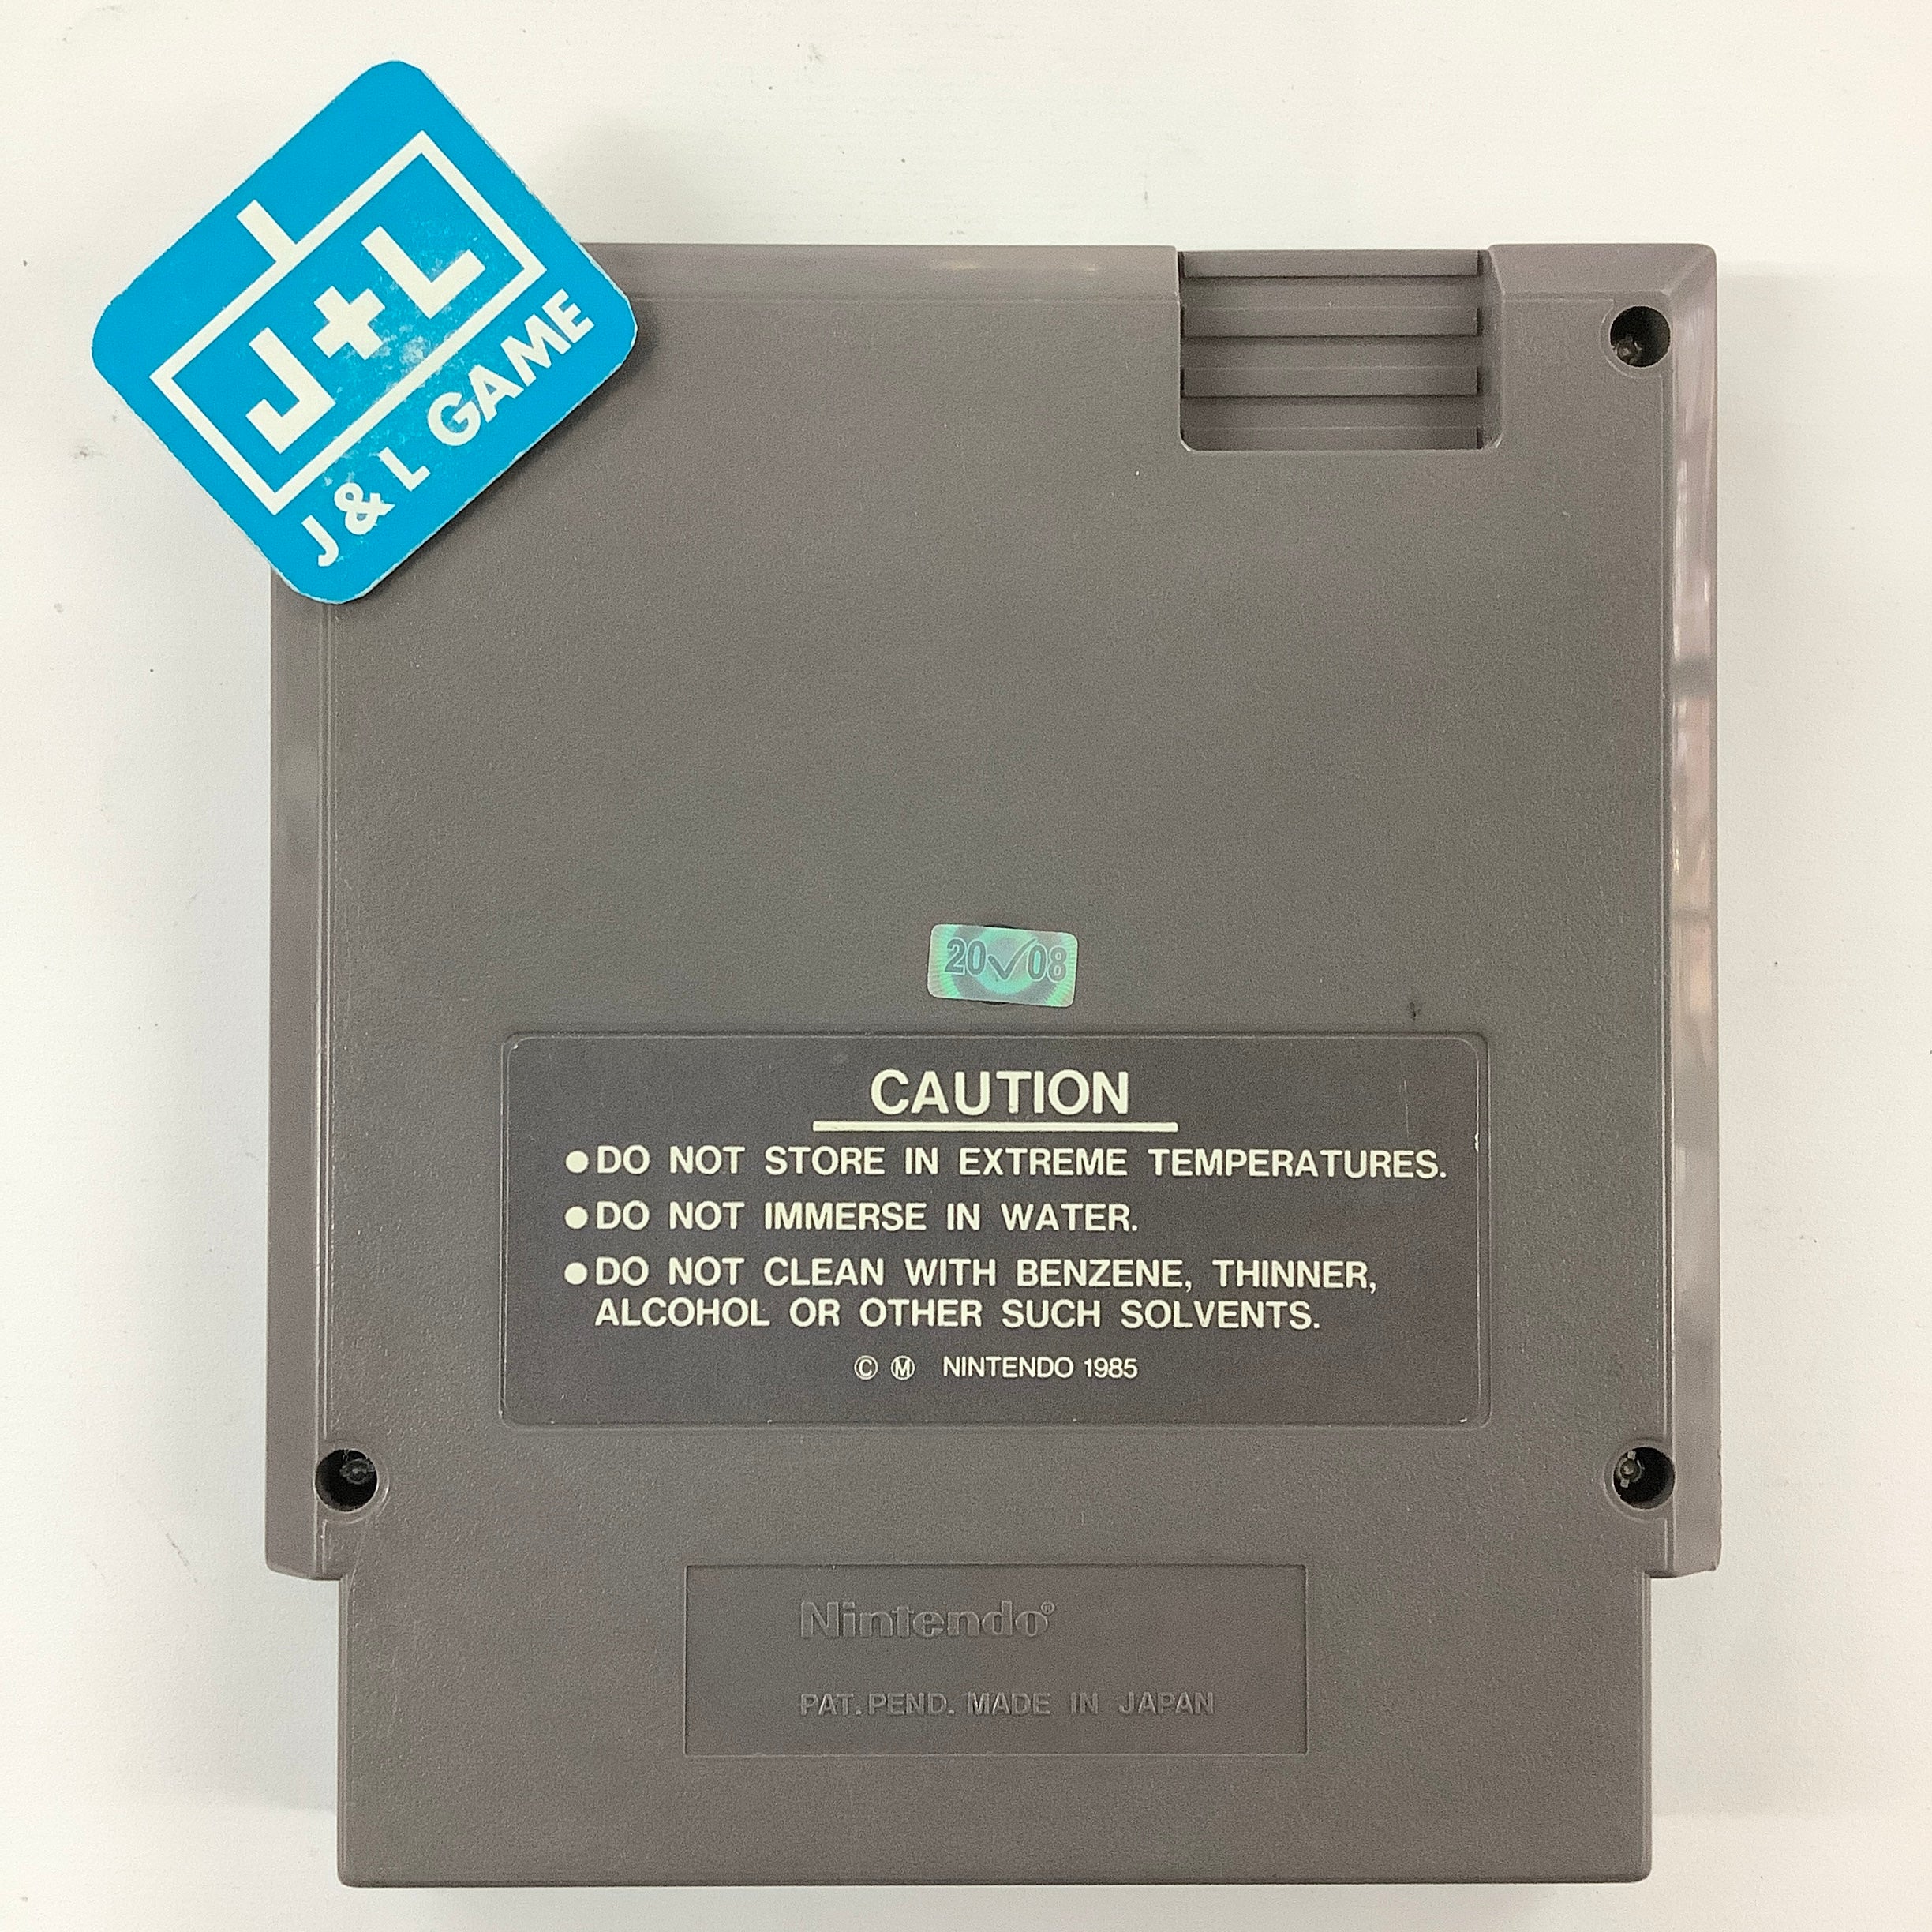 J+L
J & L GAME
20✓08
CAUTION
●DO NOT STORE IN EXTREME TEMPERATURES.
●DO NOT IMMERSE IN WATER.
●DO NOT CLEAN WITH BENZENE, THINNER,
ALCOHOL OR OTHER SUCH SOLVENTS.
Ⓒ Ⓜ NINTENDO 1985
Nintendo®
PAT.PEND. MADE IN JAPAN